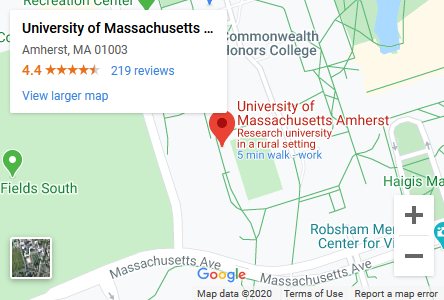 Recreation Center
University of Massachusetts ...
Amherst, MA 01003
4.4
219 reviews
View larger map
Commonwealth
Honors College
University of
Massachusetts Amherst
Research university
in a rural setting
5 min walk - work
Fields South
Haigis Ma
Robsham Mem
Center for Vi
Massachusetts Ave
Massachusetts Ave
Google
+
−
Map data ©2020
Terms of Use
Report a map error